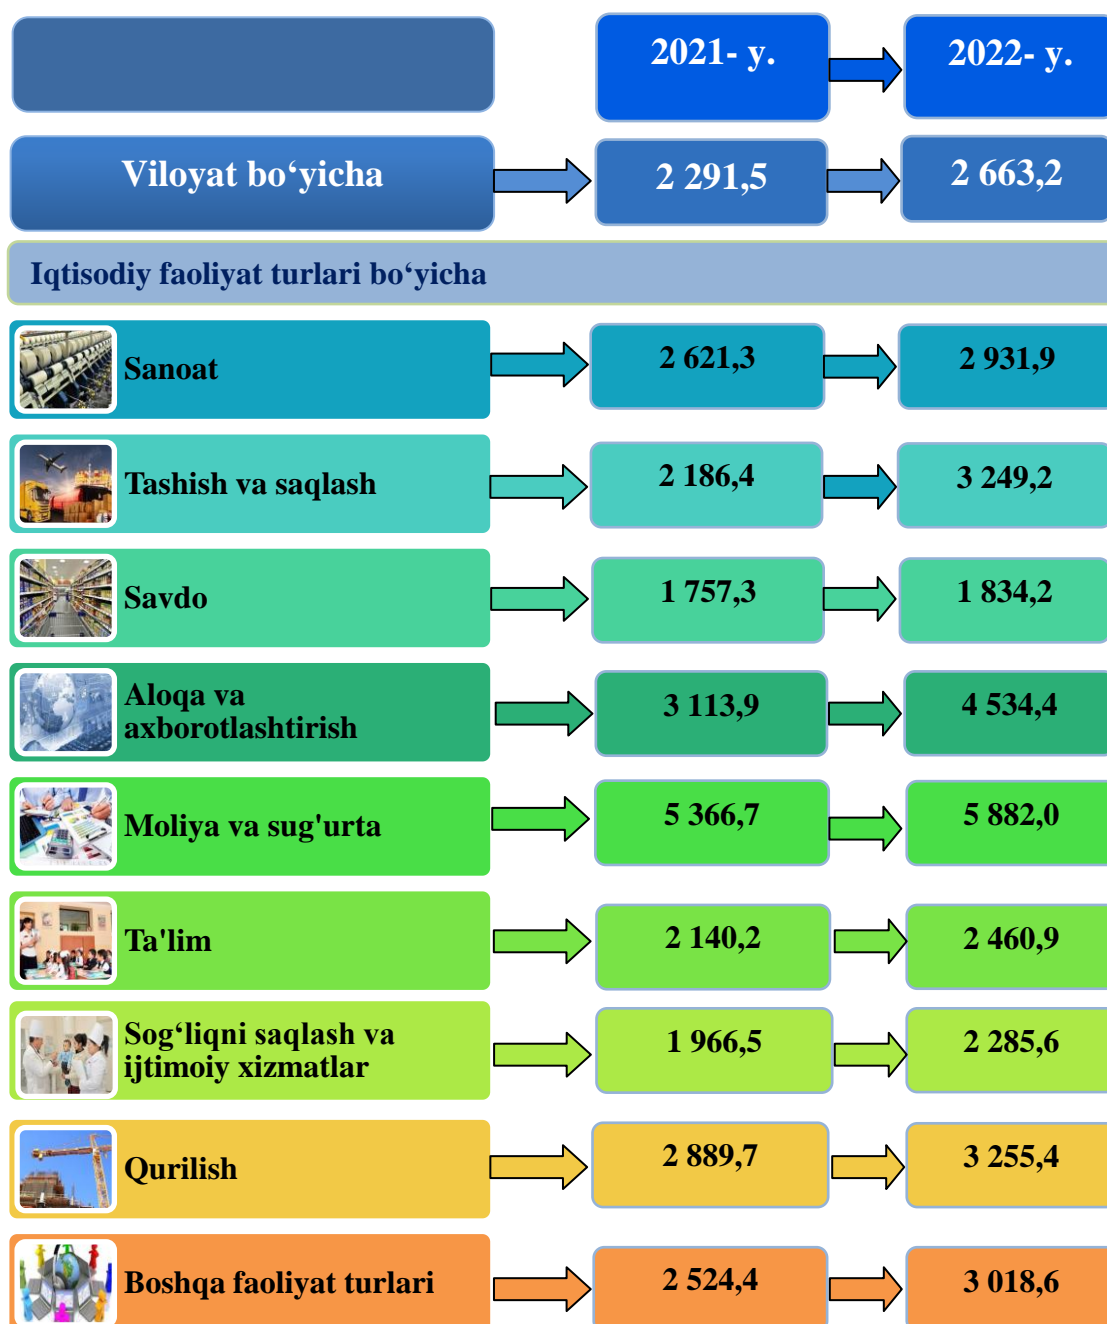 2021- y.
2022- y.
Viloyat bo‘yicha
2 291,5
2 663,2
Iqtisodiy faoliyat turlari bo‘yicha
Sanoat
2 621,3
2 931,9
Tashish va saqlash
2 186,4
3 249,2
Savdo
1 757,3
1 834,2
Aloqa va
axborotlashtirish
3 113,9
4 534,4
Moliya va sug'urta
5 366,7
5 882,0
Ta'lim
2 140,2
2 460,9
Sog‘liqni saqlash va
ijtimoiy xizmatlar
1 966,5
2 285,6
Qurilish
2 889,7
3 255,4
Boshqa faoliyat turlari
2 524,4
3 018,6